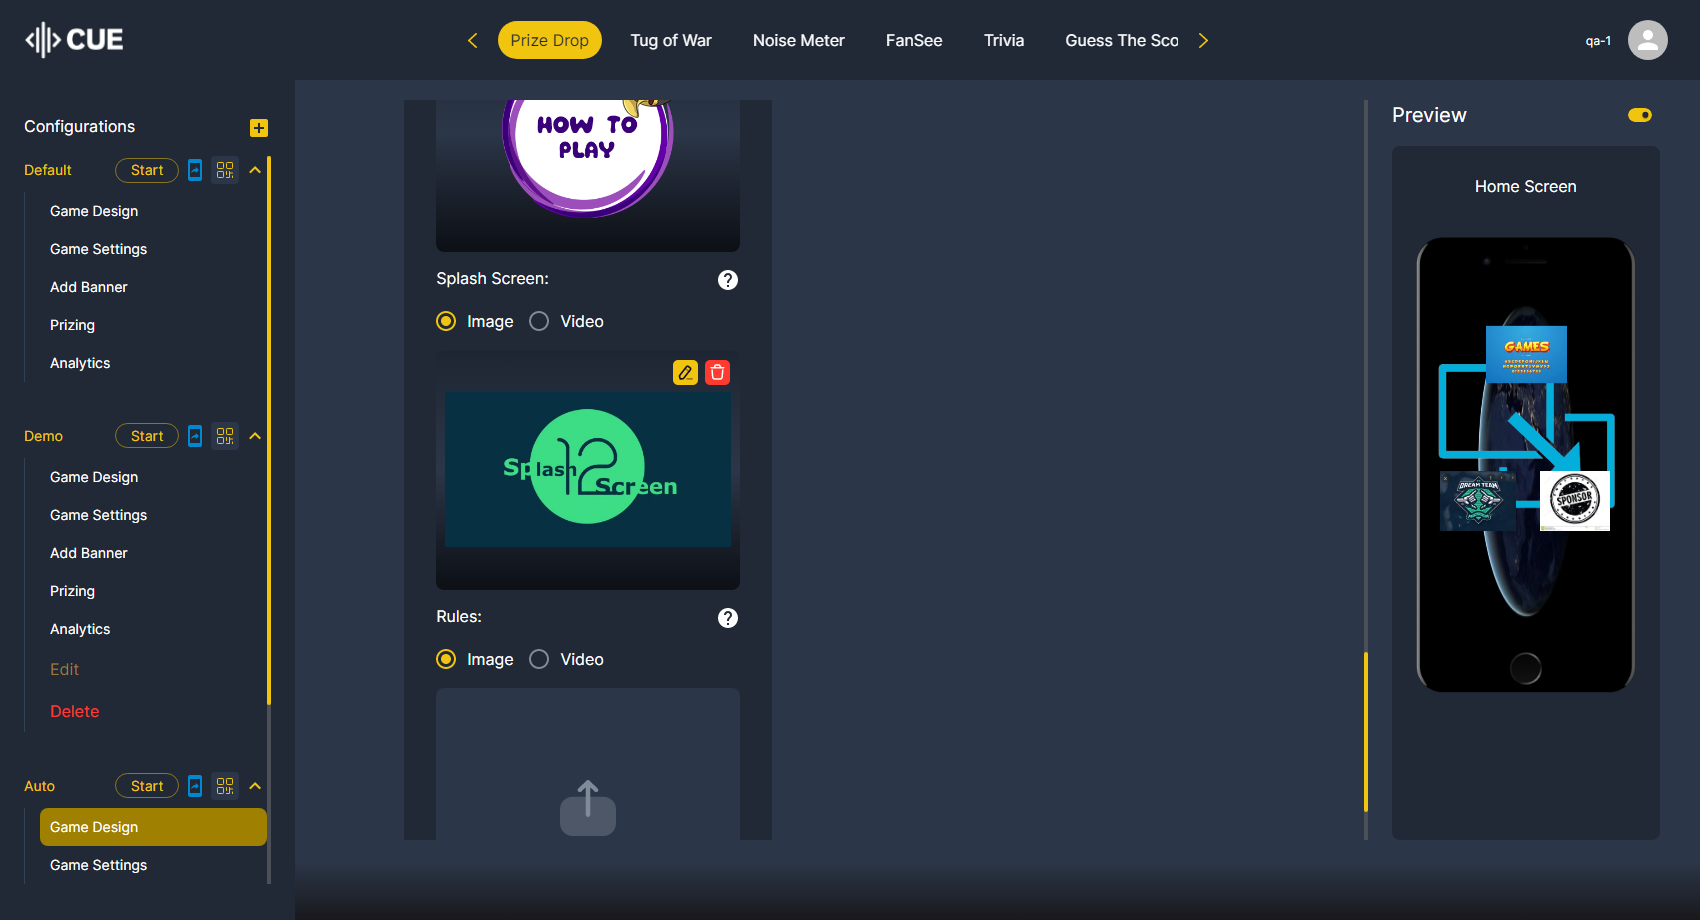 CUE
Prize Drop
Tug of War
Noise Meter
FanSee
Trivia
Guess The Sco
qa-1
Configurations
Default
Start
Game Design
Game Settings
Add Banner
Prizing
Analytics
Demo
Start
Game Design
Game Settings
Add Banner
Prizing
Analytics
Edit
Delete
Auto
Start
Game Design
Game Settings
HOW TO
PLAY
Splash Screen:
?
Image
Video
Splash
12
Screen
Rules:
?
Image
Video
Preview
Home Screen
GAMES
DREAM TEAM
SPONSOR